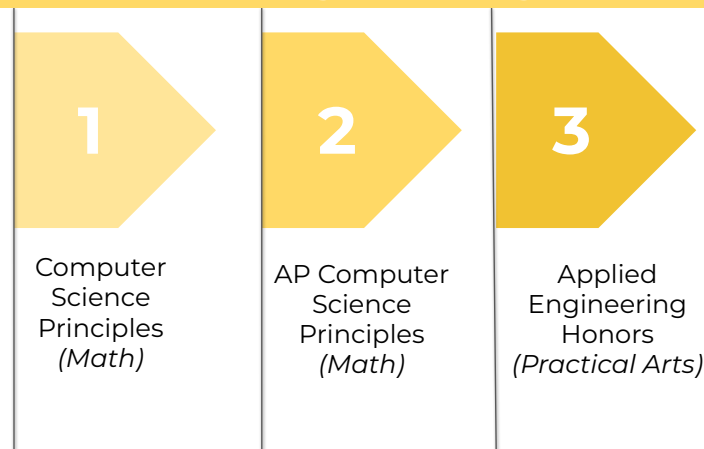 1
2
3
Computer
Science
Principles
(Math)
AP Computer
Science
Principles
(Math)
Applied
Engineering
Honors
(Practical Arts)